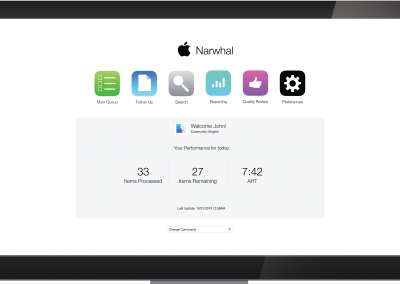 Narwhal
Main Queue
Follow Up
Search
Reporting
Quality Review
Preferences
Welcome John!
Community: English
Your Performance for today:
33
Items Processed
27
Items Remaining
7:42
AHT
Last Update:
Change Community